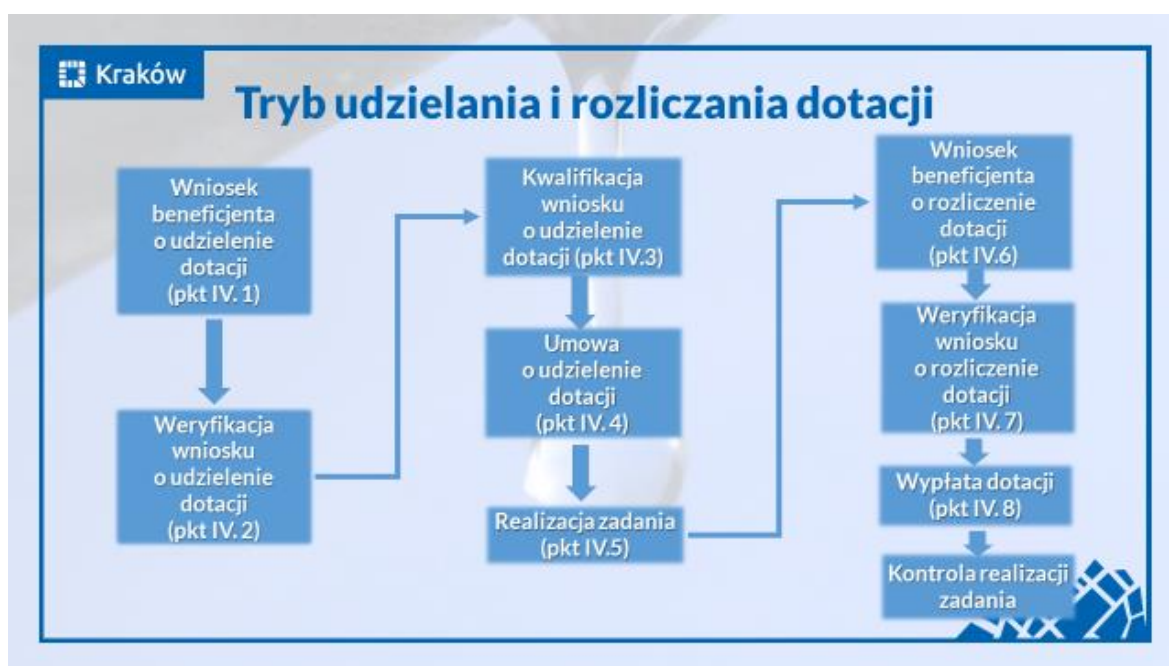 Kraków
Tryb udzielania i rozliczania dotacji
Wniosek
beneficjenta
o udzielenie
dotacji
(pkt IV. 1)
Weryfikacja
wniosku
o udzielenie
dotacji
(pkt IV. 2)
Kwalifikacja
wniosku
o udzielenie
dotacji (pkt IV.3)
Umowa
o udzielenie
dotacji
(pkt IV. 4)
Realizacja zadania
(pkt IV.5)
Wniosek
beneficjenta
o rozliczenie
dotacji
(pkt IV.6)
Weryfikacja
wniosku
o rozliczenie
dotacji
(pkt IV. 7)
Wypłata dotacji
(pkt IV. 8)
Kontrola realizacji
zadania